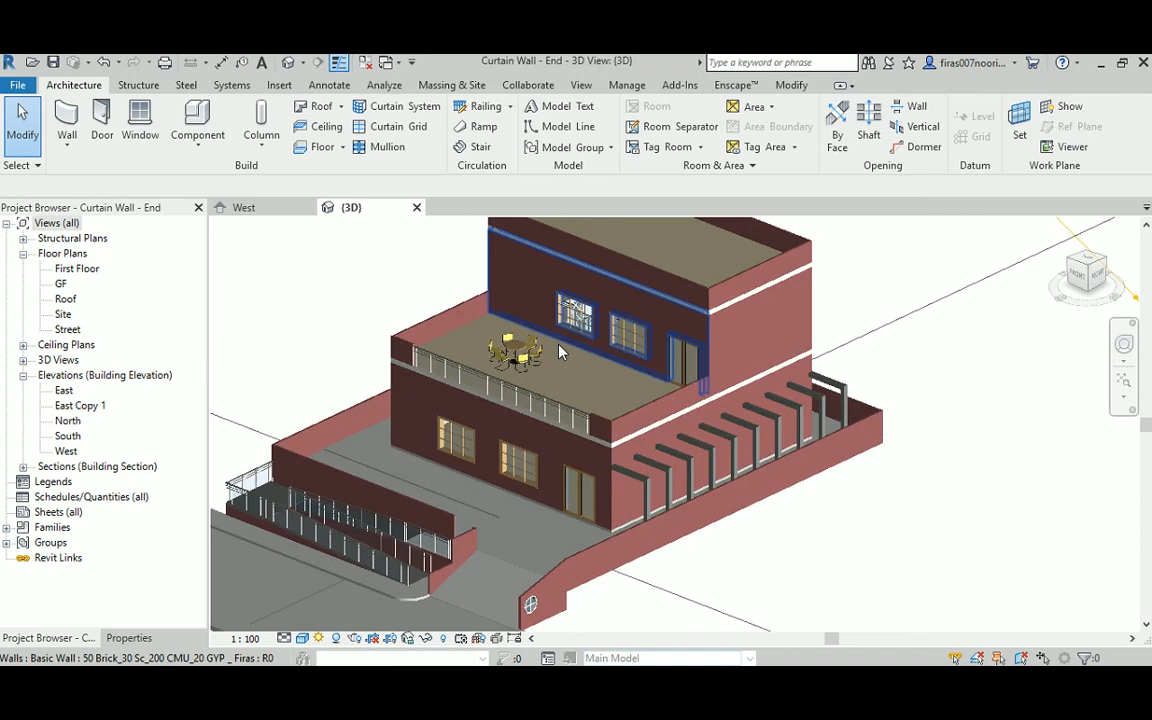 Curtain Wall - End - 3D View: {3D}
Type a keyword or phrase
firas007noori...
File
Architecture
Structure
Steel
Systems
Insert
Annotate
Analyze
Massing & Site
Collaborate
View
Manage
Add-Ins
Enscape™
Modify
Modify
Wall
Door
Window
Component
Column
Roof
Ceiling
Floor
Curtain System
Curtain Grid
Mullion
Railing
Ramp
Stair
Model Text
Model Line
Model Group
Room
Room Separator
Tag Room
Area
Area Boundary
Tag Area
By Face
Shaft
Wall
Vertical
Dormer
Level
Grid
Set
Show
Ref Plane
Viewer
Select
Build
Circulation
Model
Room & Area
Opening
Datum
Work Plane
Project Browser - Curtain Wall - End
West
{3D}
Views (all)
Structural Plans
Floor Plans
First Floor
GF
Roof
Site
Street
Ceiling Plans
3D Views
Elevations (Building Elevation)
East
East Copy 1
North
South
West
Sections (Building Section)
Legends
Schedules/Quantities (all)
Sheets (all)
Families
Groups
Revit Links
FRONT
Project Browser - C...
Properties
1 : 100
Walls : Basic Wall : 50 Brick_30 Sc_200 CMU_20 GYP _ Firas : R0
:0
Main Model
:0